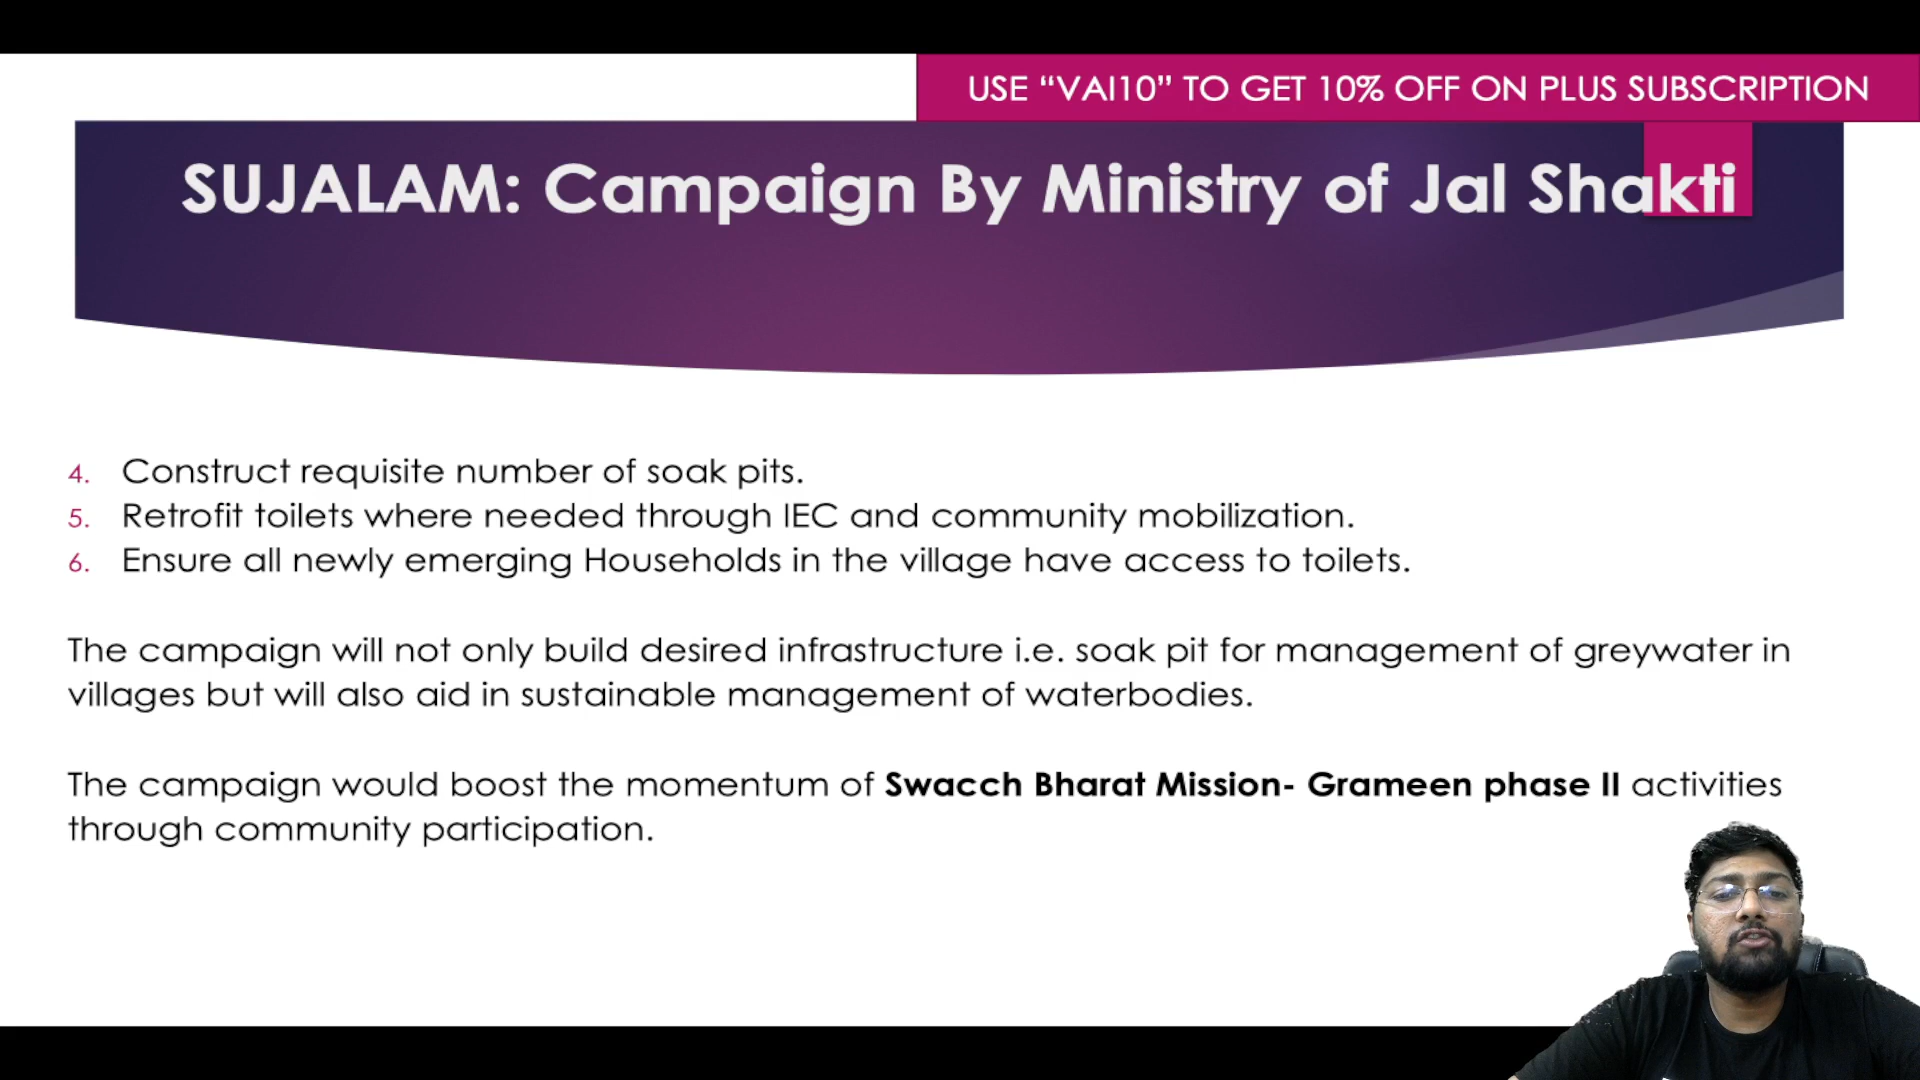 USE “VAI10” TO GET 10% OFF ON PLUS SUBSCRIPTION
SUJALAM: Campaign By Ministry of Jal Shakti
4. Construct requisite number of soak pits.
5. Retrofit toilets where needed through IEC and community mobilization.
6. Ensure all newly emerging Households in the village have access to toilets.
The campaign will not only build desired infrastructure i.e. soak pit for management of greywater in
villages but will also aid in sustainable management of waterbodies.
The campaign would boost the momentum of Swacch Bharat Mission- Grameen phase II activities
through community participation.